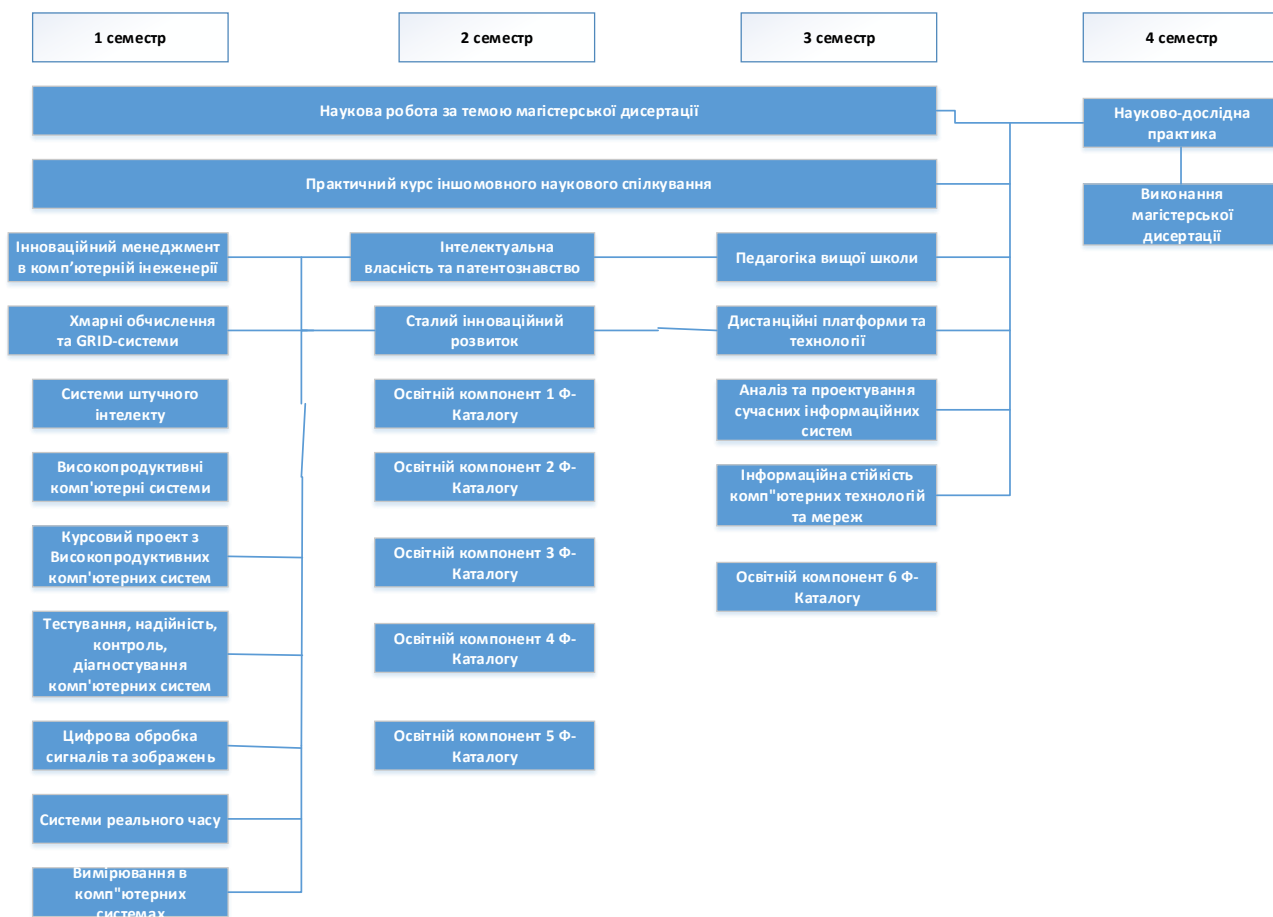 1 семестр
2 семестр
3 семестр
4 семестр
Наукова робота за темою магістерської дисертації
Науково-дослідна
практика
Практичний курс іншомовного наукового спілкування
Виконання
магістерської
дисертації
Інноваційний менеджмент
в комп'ютерній інеженерії
Інтелектуальна
власність та патентознавство
Педагогіка вищої школи
Хмарні обчислення
та GRID-системи
Сталий інноваційний
розвиток
Дистанційні платформи та
технології
Системи штучного
інтелекту
Освітній компонент 1 Ф-
Каталогу
Аналіз та проектування
сучасних інформаційних
систем
Високопродуктивні
комп'ютерні системи
Освітній компонент 2 Ф-
Каталогу
Інформаційна стійкість
комп"ютерних технологій
та мереж
Курсовий проект з
Високопродуктивних
комп'ютерних систем
Освітній компонент 3 Ф-
Каталогу
Освітній компонент 6 Ф-
Каталогу
Тестування, надійність,
контроль,
діагностування
комп'ютерних систем
Освітній компонент 4 Ф-
Каталогу
Цифрова обробка
сигналів та зображень
Освітній компонент 5 Ф-
Каталогу
Системи реального часу
Вимірювання в
комп"ютерних
системах